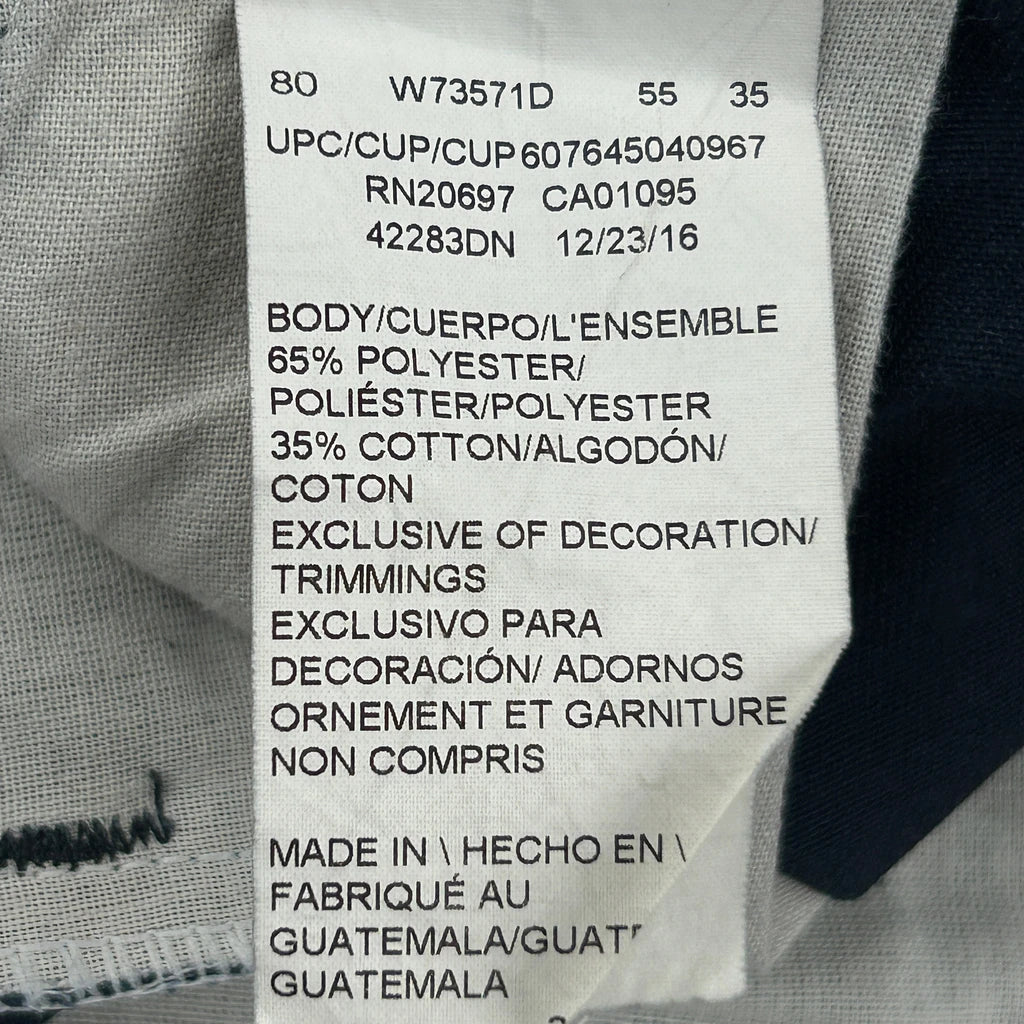 80 W73571D 55 35
UPC/CUP/CUP607645040967
RN20697 CA01095
42283DN 12/23/16
BODY/CUERPO/L'ENSEMBLE
65% POLYESTER/
POLIÉSTER/POLYESTER
35% COTTON/ALGODÓN/
COTON
EXCLUSIVE OF DECORATION/
TRIMMINGS
EXCLUSIVO PARA
DECORACIÓN/ ADORNOS
ORNEMENT ET GARNITURE
NON COMPRIS
MADE IN \ HECHO EN \
FABRIQUÉ AU
GUATEMALA/
GUATEMALA